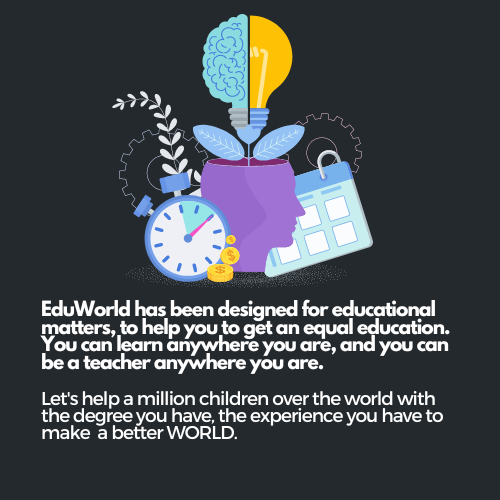 EduWorld has been designed for educational
matters, to help you to get an equal education.
You can learn anywhere you are, and you can
be a teacher anywhere you are.
Let's help a million children over the world with
the degree you have, the experience you have to
make  a better WORLD.